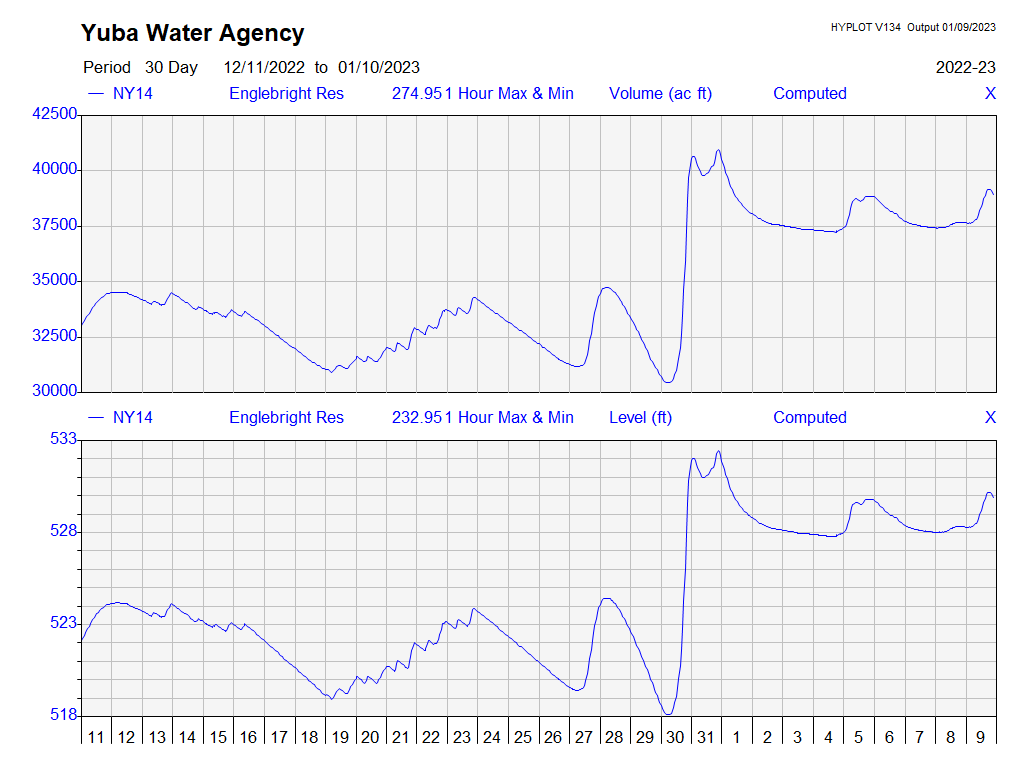 Yuba Water Agency
HYPLOT V134 Output 01/09/2023
Period 30 Day 12/11/2022 to 01/10/2023
2022-23
NY14 Englebright Res 274.951 Hour Max & Min Volume (ac ft) Computed X
42500
40000
37500
35000
32500
30000
NY14 Englebright Res 232.951 Hour Max & Min Level (ft) Computed X
533
528
523
518
11 12 13 14 15 16 17 18 19 20 21 22 23 24 25 26 27 28 29 30 31 1 2 3 4 5 6 7 8 9